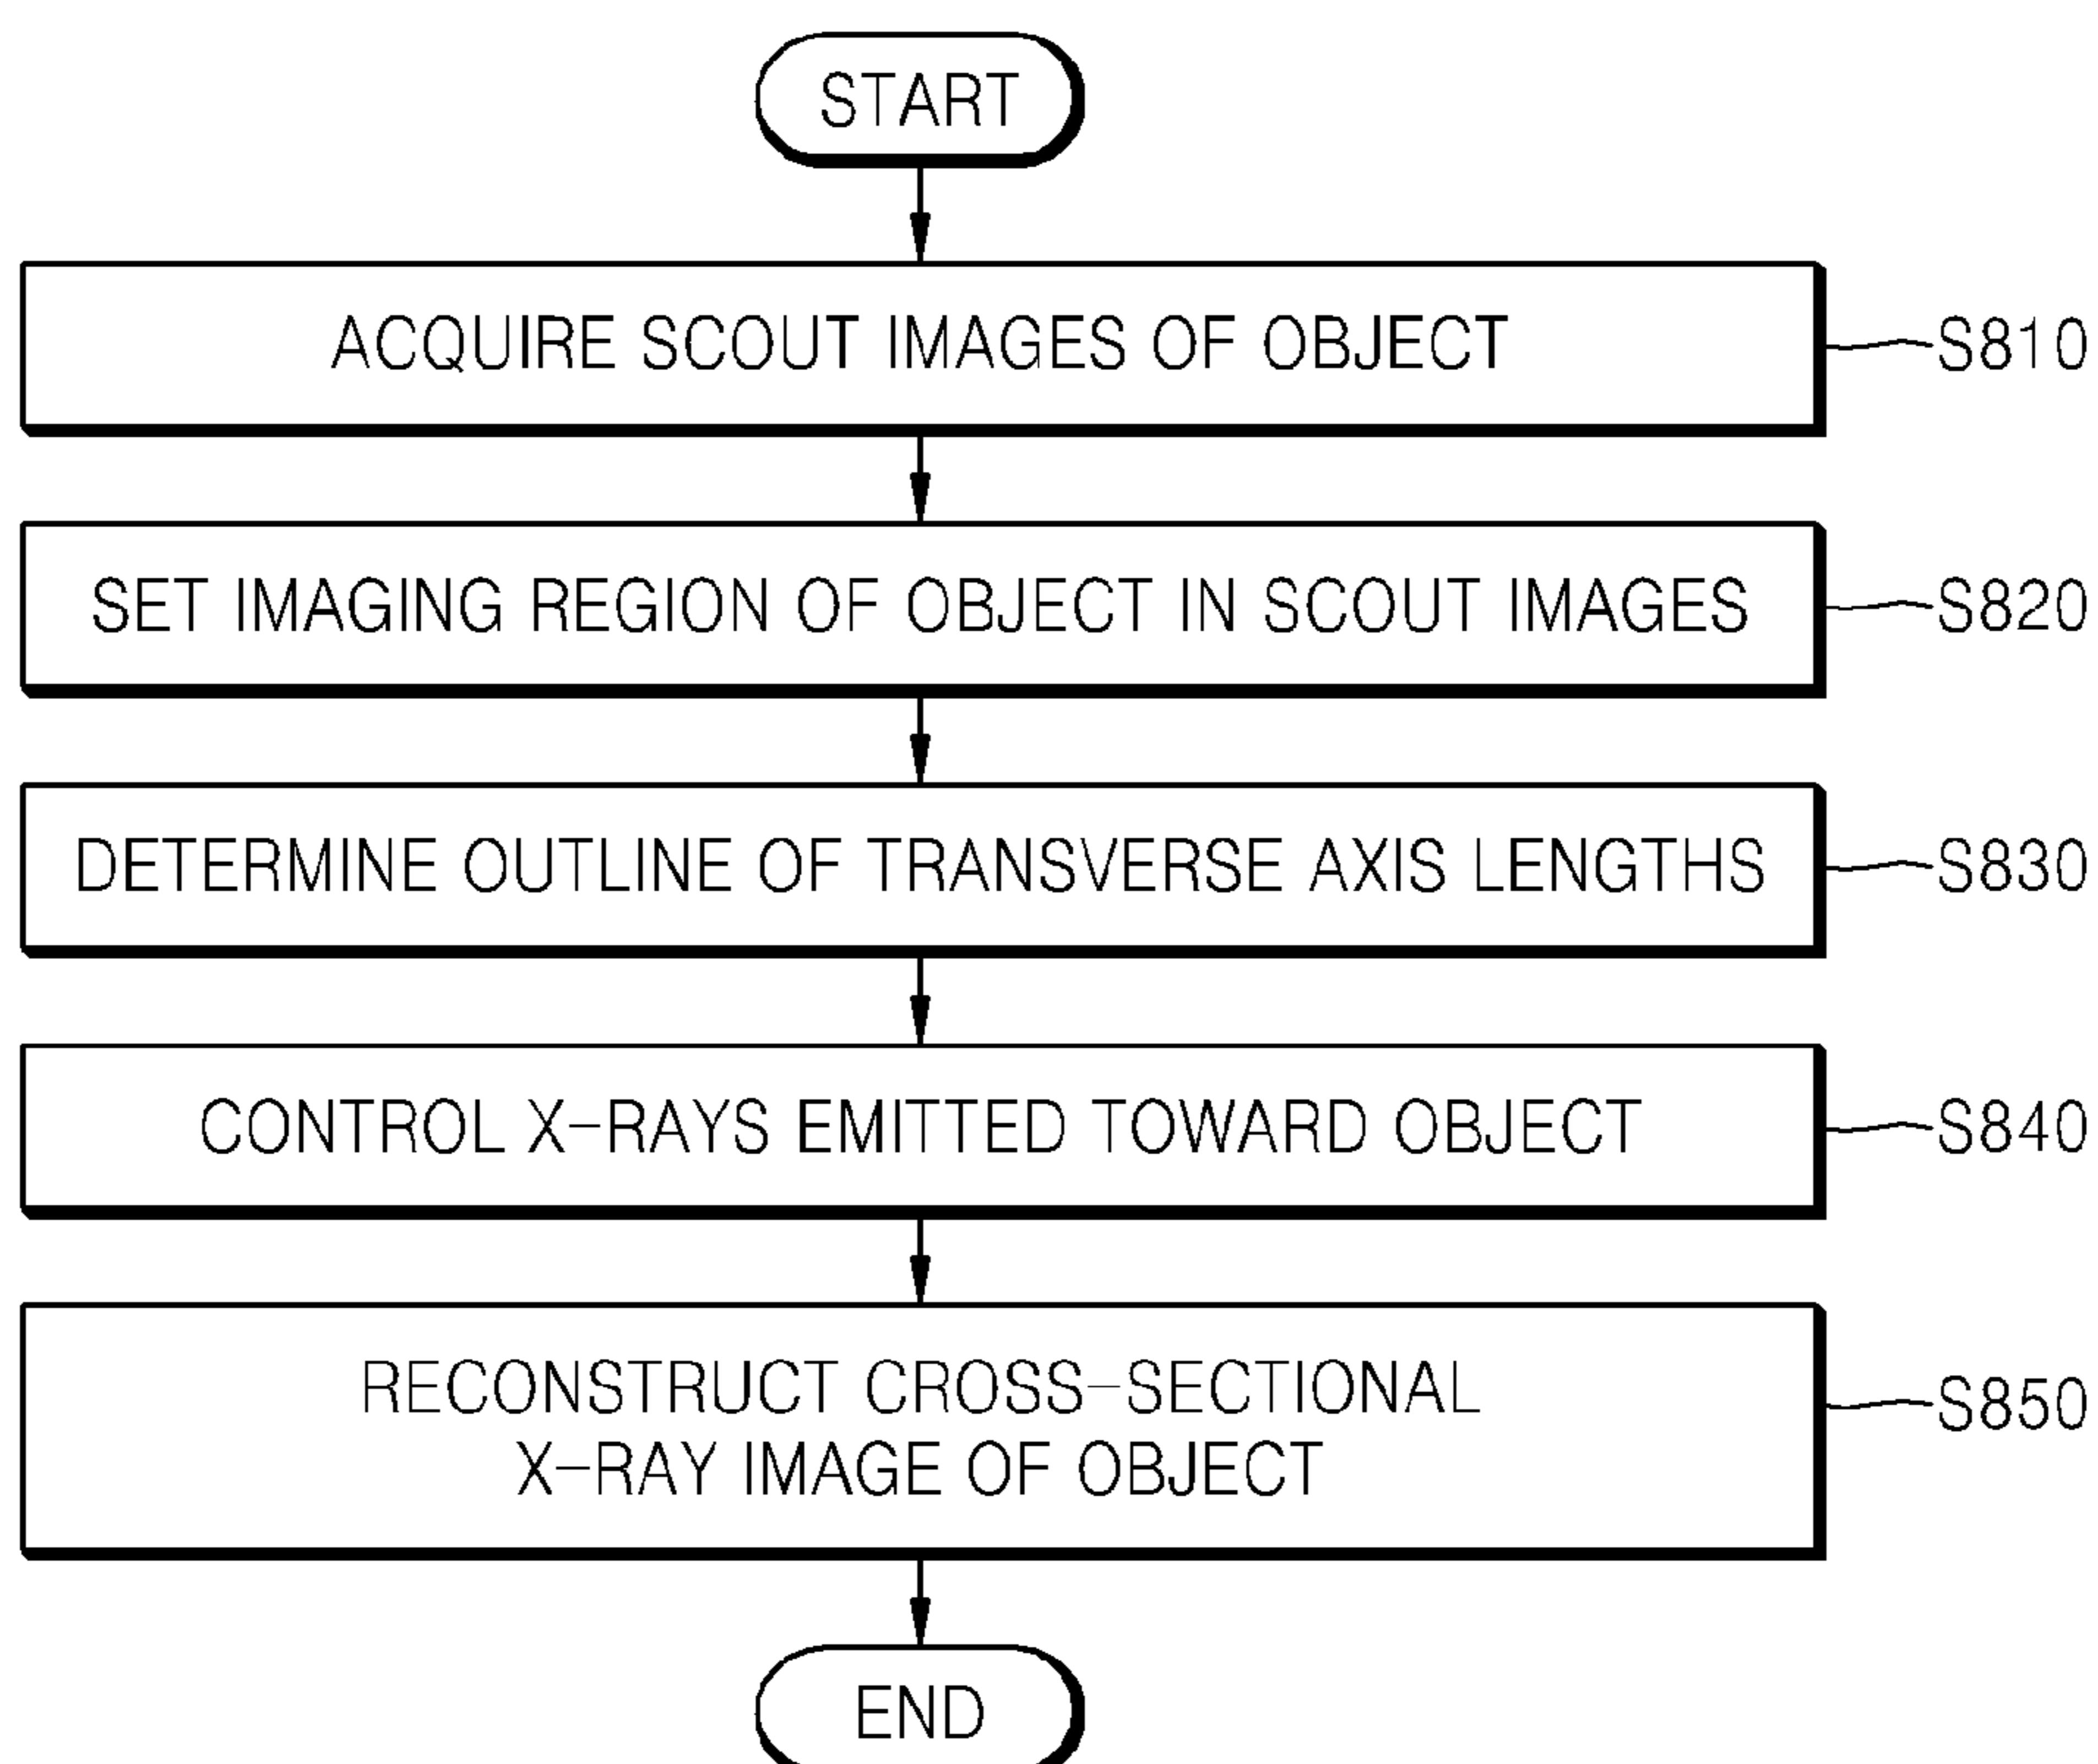 START
ACQUIRE SCOUT IMAGES OF OBJECT
S810
SET IMAGING REGION OF OBJECT IN SCOUT IMAGES
S820
DETERMINE OUTLINE OF TRANSVERSE AXIS LENGTHS
S830
CONTROL X-RAYS EMITTED TOWARD OBJECT
S840
RECONSTRUCT CROSS-SECTIONAL
X-RAY IMAGE OF OBJECT
S850
END